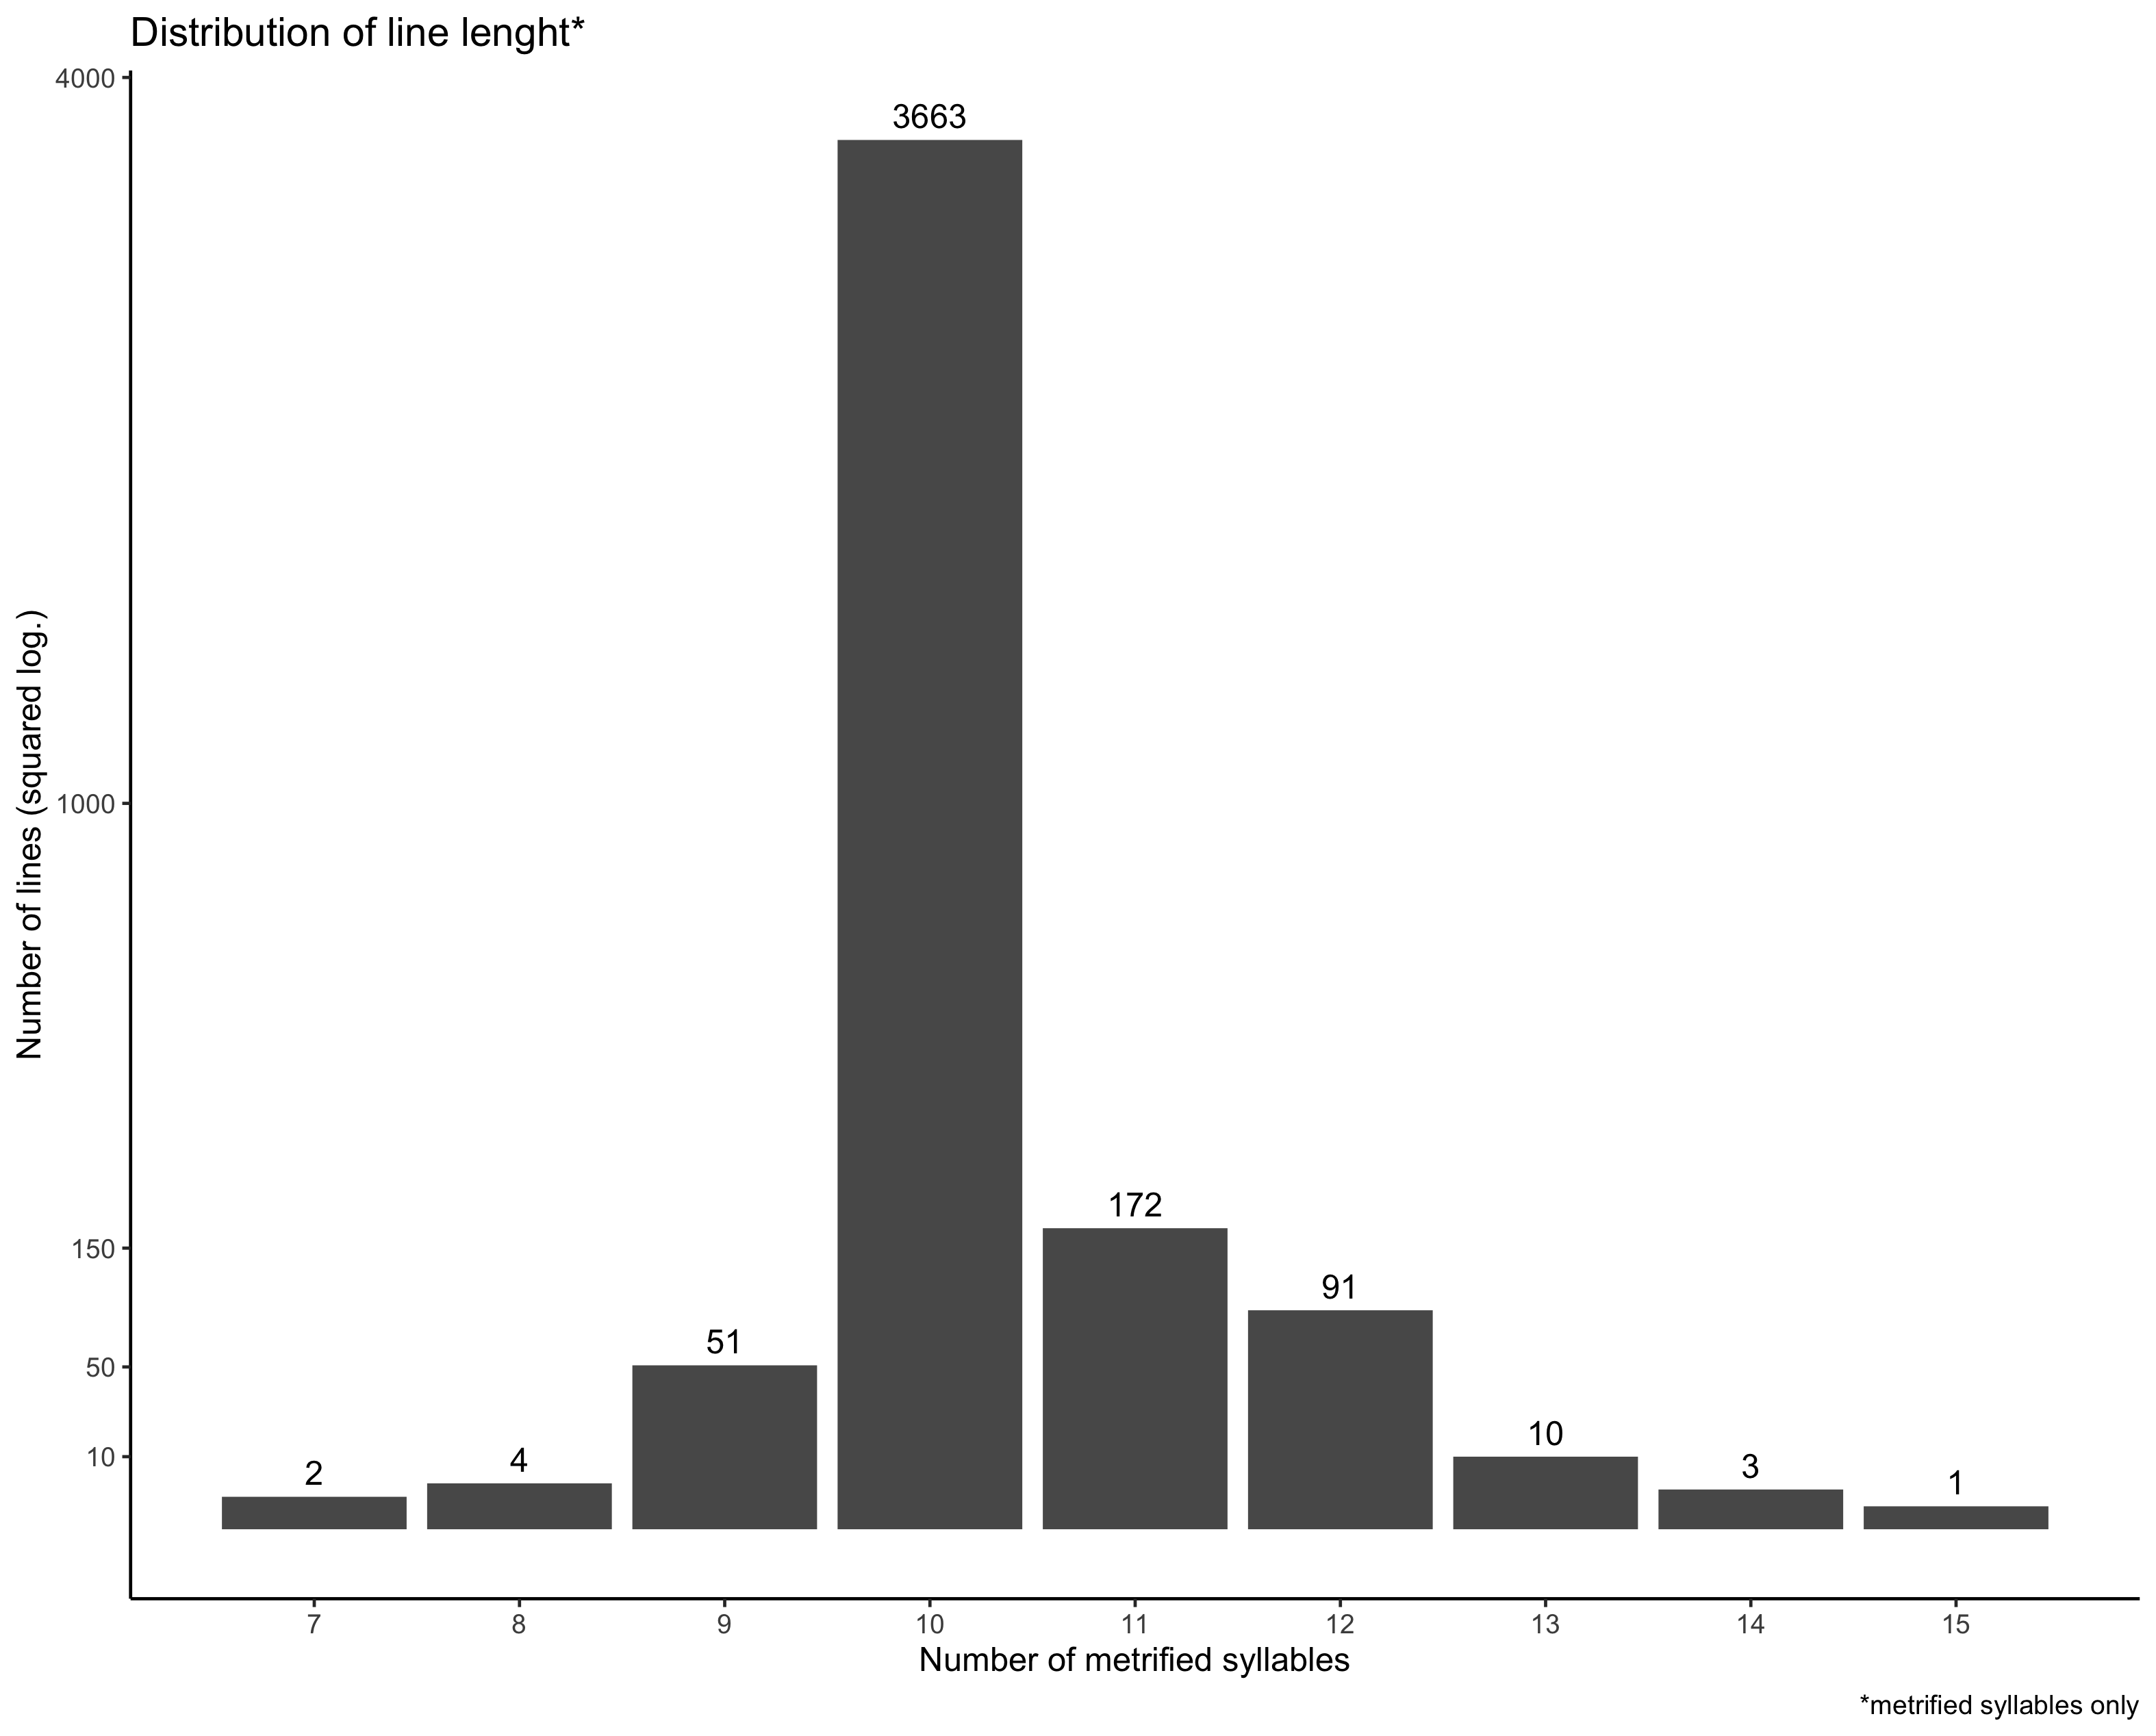 Distribution of line lenght*
4000
3663
Number of lines (squared log.)
1000
172
150
91
51
50
10
10
4
2
3
1
7 8 9 10 11 12 13 14 15
Number of metrified syllables
*metrified syllables only